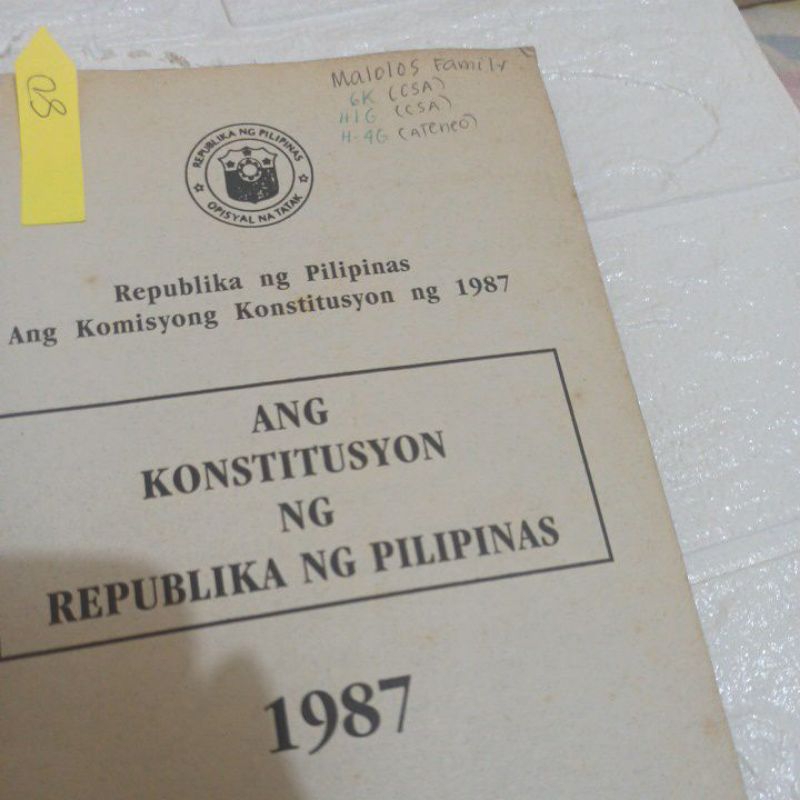 80
Malolos Family
6K (CSA)
H1G (CSA)
H-4G (ATENEO)
REPUBLIKA NG PILIPINAS
OPISYAL NA TATAK
Republika ng Pilipinas
Ang Komisyong Konstitusyon ng 1987
ANG
KONSTITUSYON
NG
REPUBLIKA NG PILIPINAS
1987